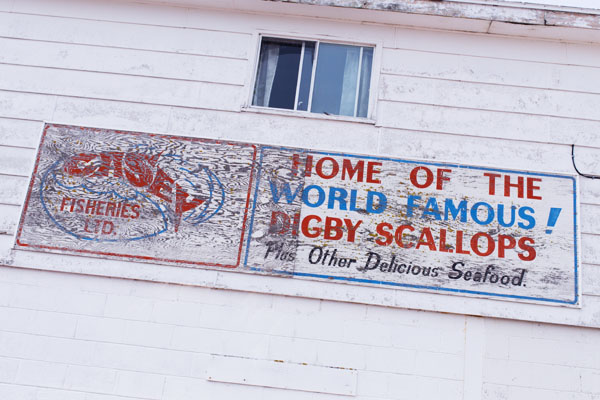 CASEY
FISHERIES
LTD.
HOME OF THE
WORLD FAMOUS!
DIGBY SCALLOPS
Plus Other Delicious Seafood.